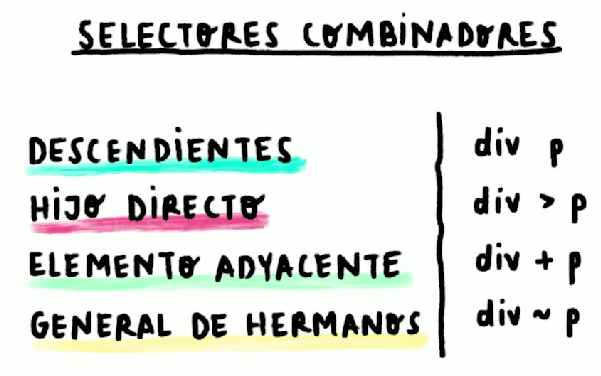 SELECTORES COMBINADORES
DESCENDIENTES div p
HIJO DIRECTO div > p
ELEMENTO ADYACENTE div + p
GENERAL DE HERMANOS div ~ p